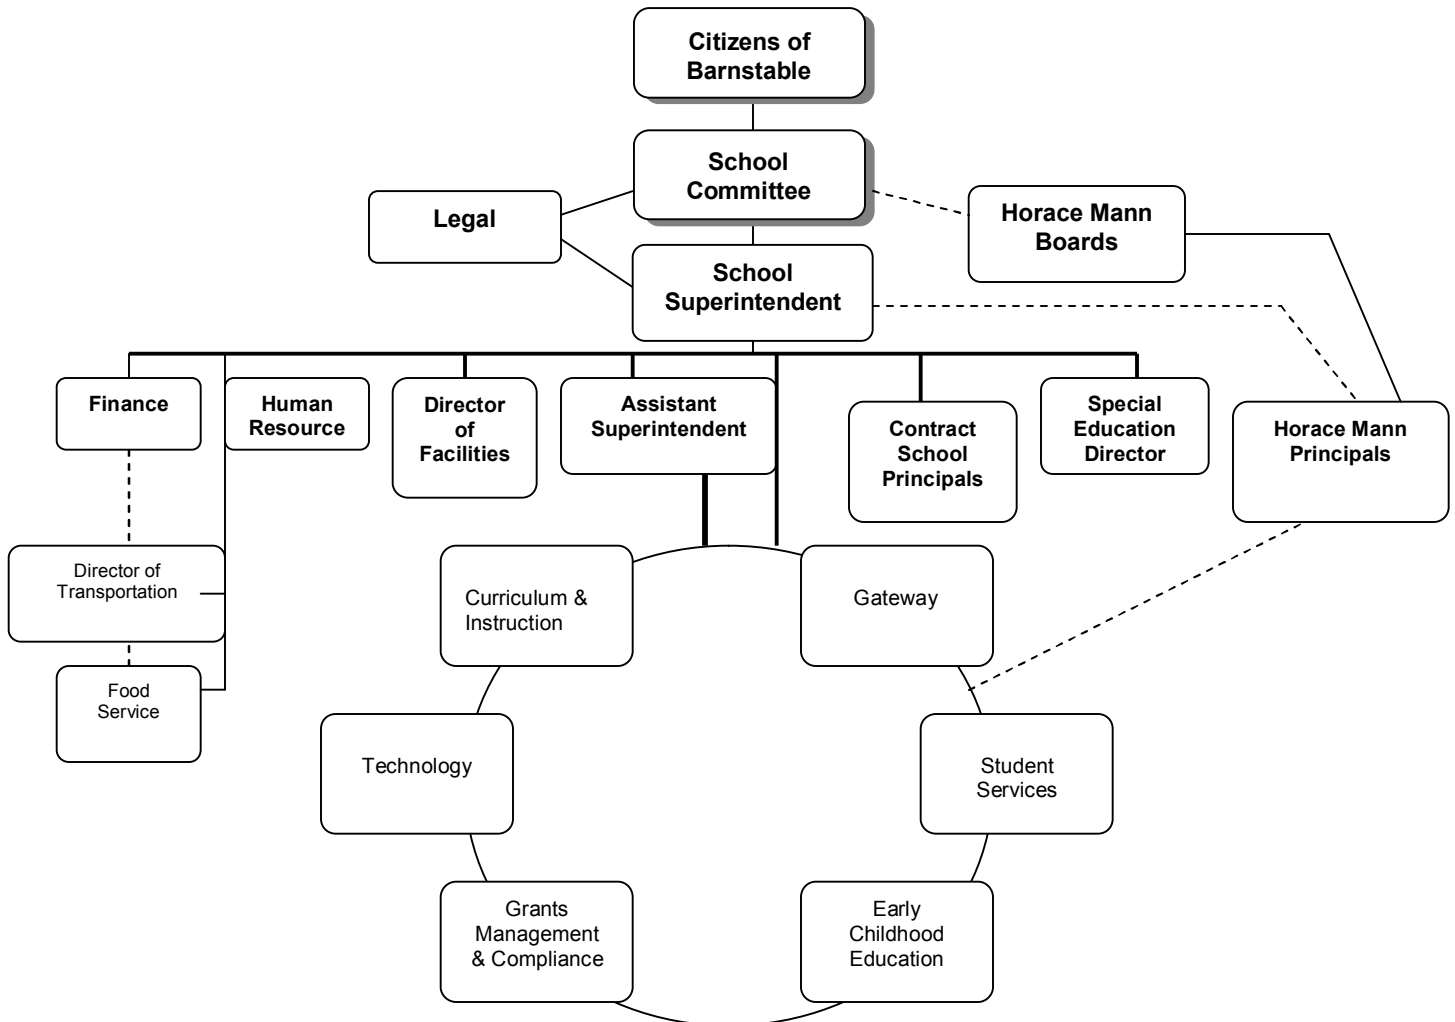 Citizens of
Barnstable
School
Committee
Legal
Horace Mann
Boards
School
Superintendent
Finance
Human
Resource
Director
of
Facilities
Assistant
Superintendent
Contract
School
Principals
Special
Education
Director
Horace Mann
Principals
Director of
Transportation
Curriculum &
Instruction
Gateway
Food
Service
Technology
Student
Services
Grants
Management
& Compliance
Early
Childhood
Education